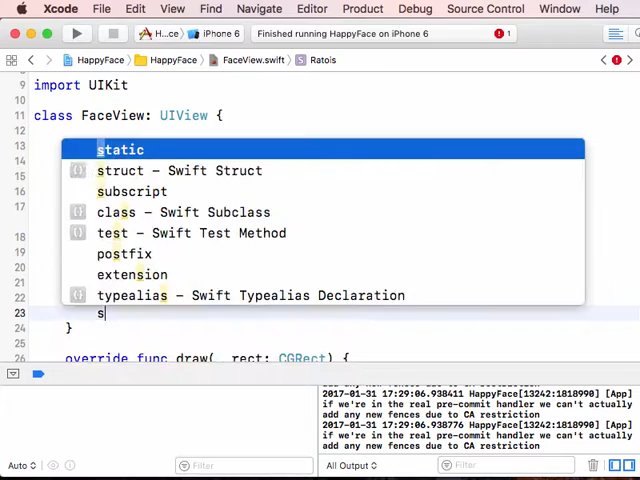 Xcode File Edit View Find Navigate Editor Product Debug Source Control Window Help
H...ce iPhone 6 Finished running HappyFace on iPhone 6 1
HappyFace HappyFace FaceView.swift S Ratois
9 import UIKit
10
11 class FaceView: UIView {
12
13 static
14 struct – Swift Struct
15 subscript
16
17 class – Swift Subclass
18 test – Swift Test Method
19 postfix
20 extension
21
22 typealias – Swift Typealias Declaration
23 s
24 }
25
26 override func draw(_ rect: CGRect) {
2017-01-31 17:29:06.938411 HappyFace[13242:1818990] [App]
if we're in the real pre-commit handler we can't actually
add any new fences due to CA restriction
2017-01-31 17:29:06.938776 HappyFace[13242:1818990] [App]
if we're in the real pre-commit handler we can't actually
add any new fences due to CA restriction
Auto Filter All Output Filter